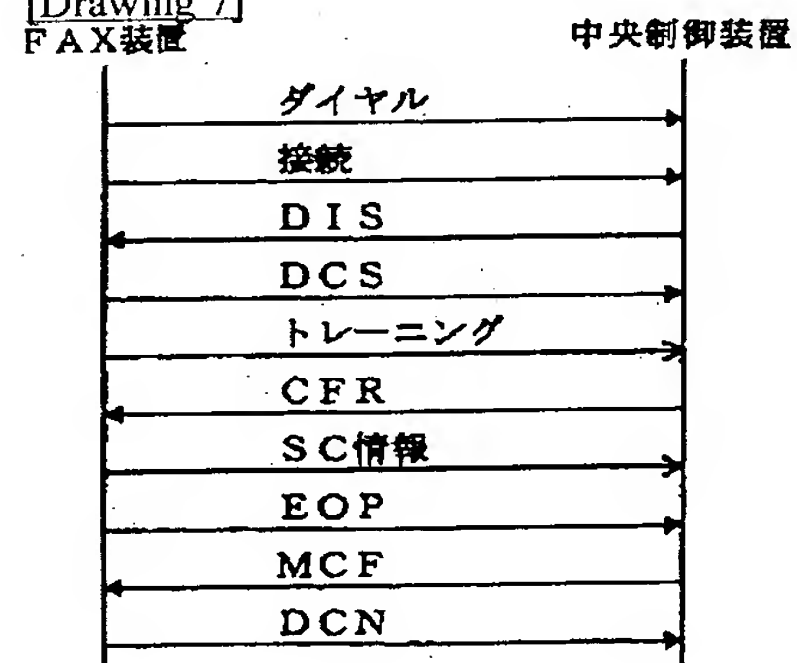 [Drawing 7]
FAX装置 中央制御装置
ダイヤル
接続
DIS
DCS
トレーニング
CFR
SC情報
EOP
MCF
DCN